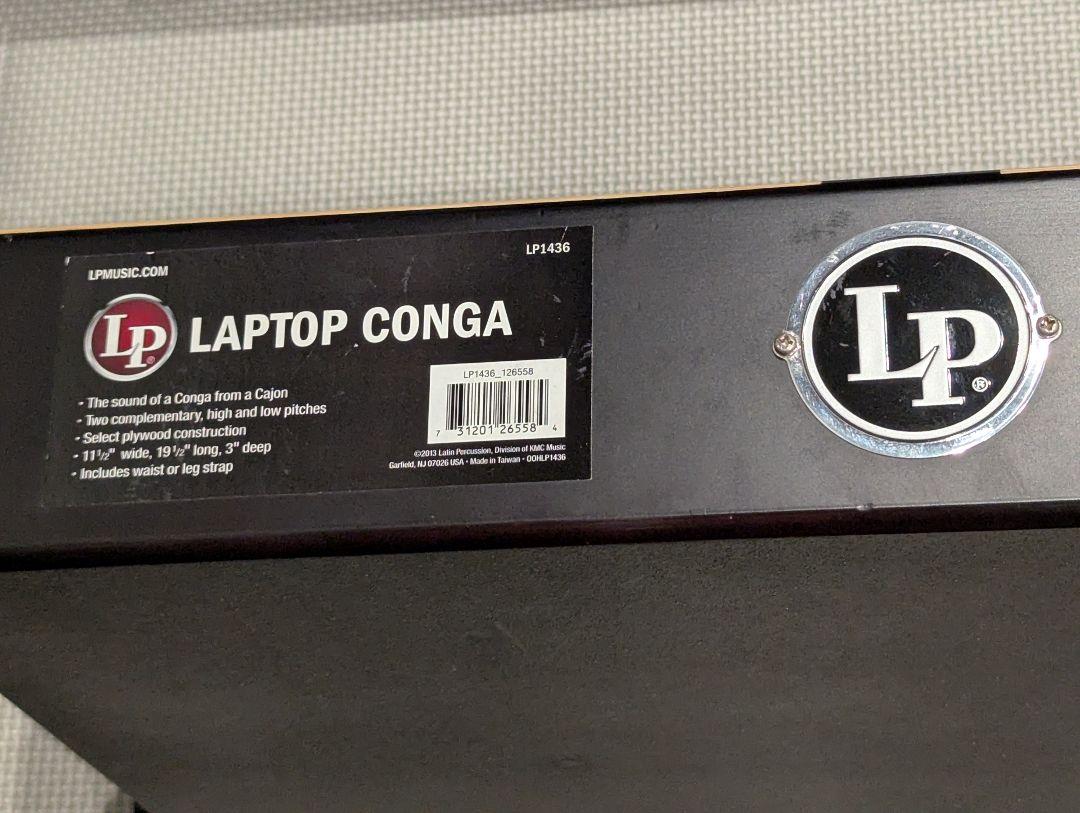 LPMUSIC.COM
LP1436
LP®
LAPTOP CONGA
• The sound of a Conga from a Cajon
• Two complementary, high and low pitches
• Select plywood construction
• 11 1/2" wide, 19 1/2" long, 3" deep
• Includes waist or leg strap
LP1436_126558
7 31201 26558 4
©2013 Latin Percussion, Division of KMC Music
Garfield, NJ 07026 USA • Made in Taiwan • OOHLP1436
LP®